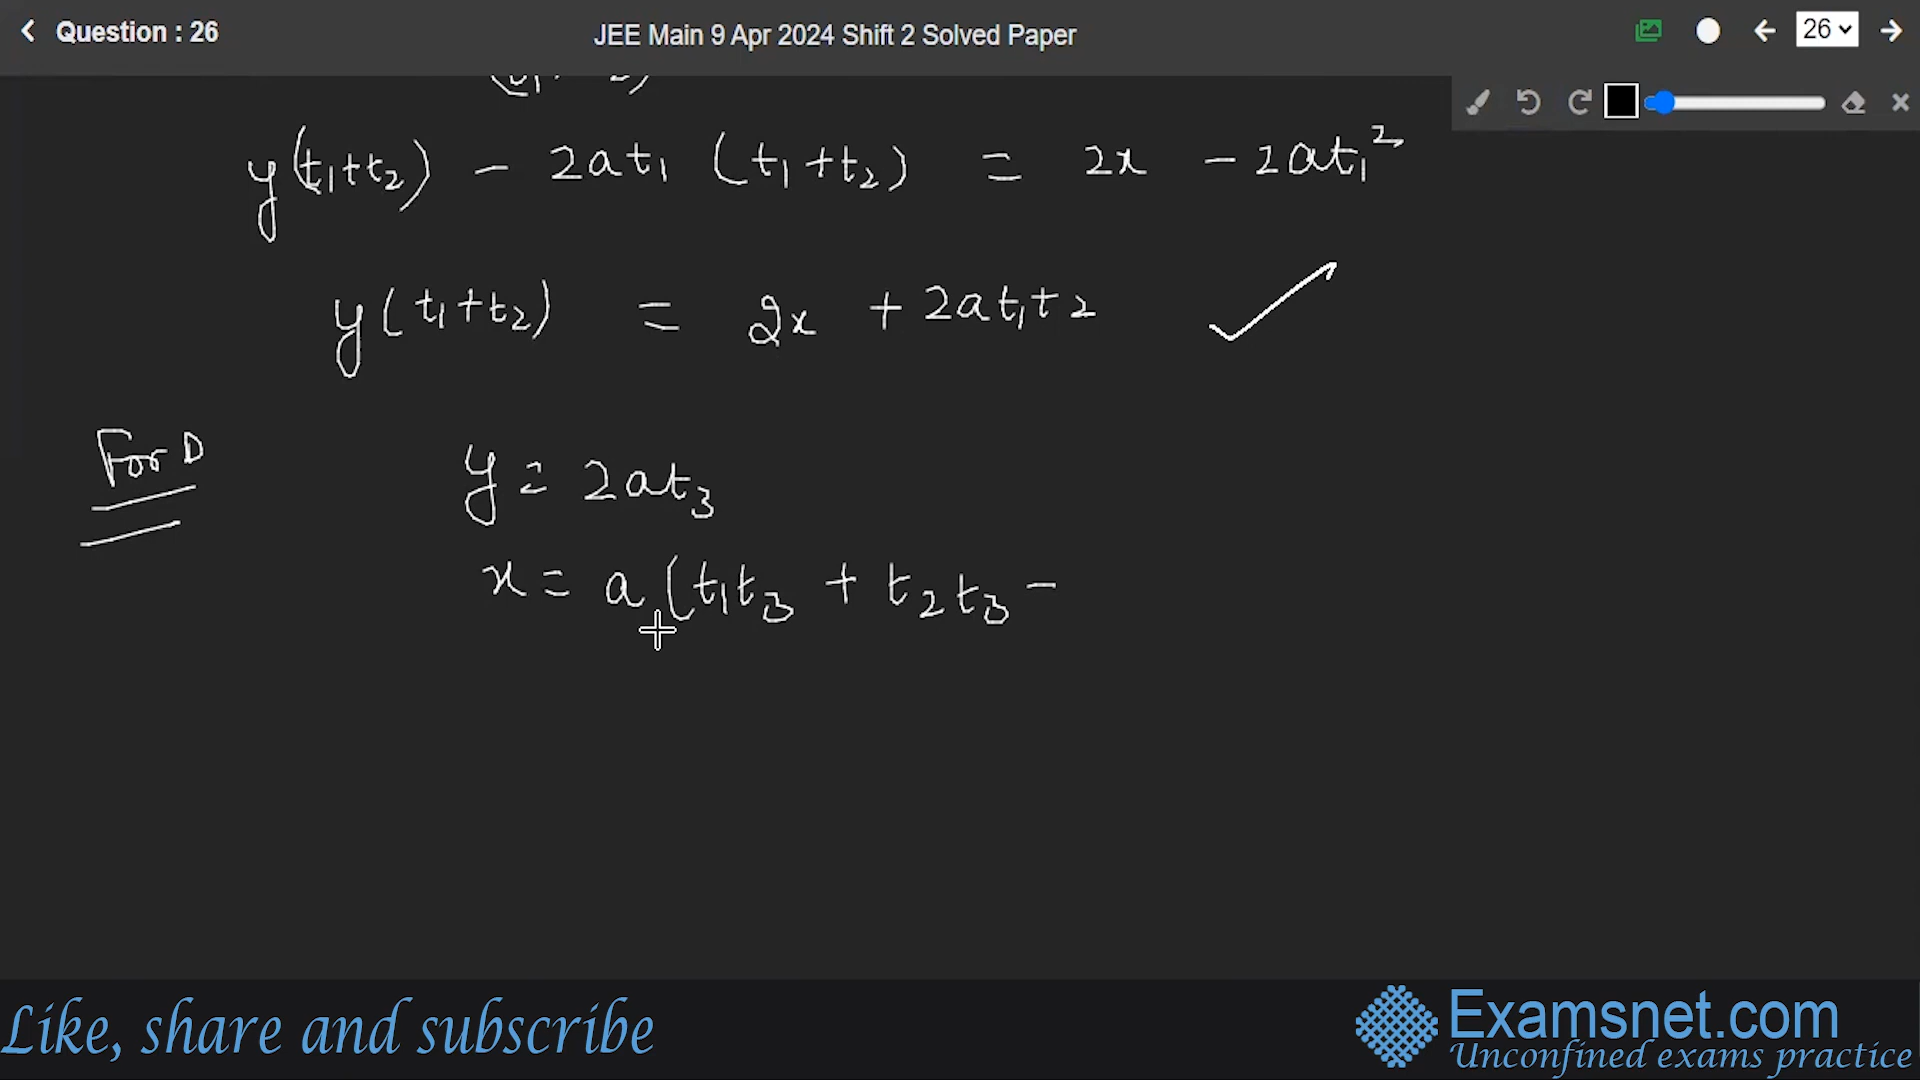 Question : 26
JEE Main 9 Apr 2024 Shift 2 Solved Paper
26
y(t₁+t₂) - 2at₁ (t₁+t₂) = 2x - 2at₁²
y(t₁+t₂) = 2x + 2at₁t₂
For D
y = 2at₃
x = a(t₁t₃ + t₂t₃ -
Like, share and subscribe
Examsnet.com
Unconfined exams practice